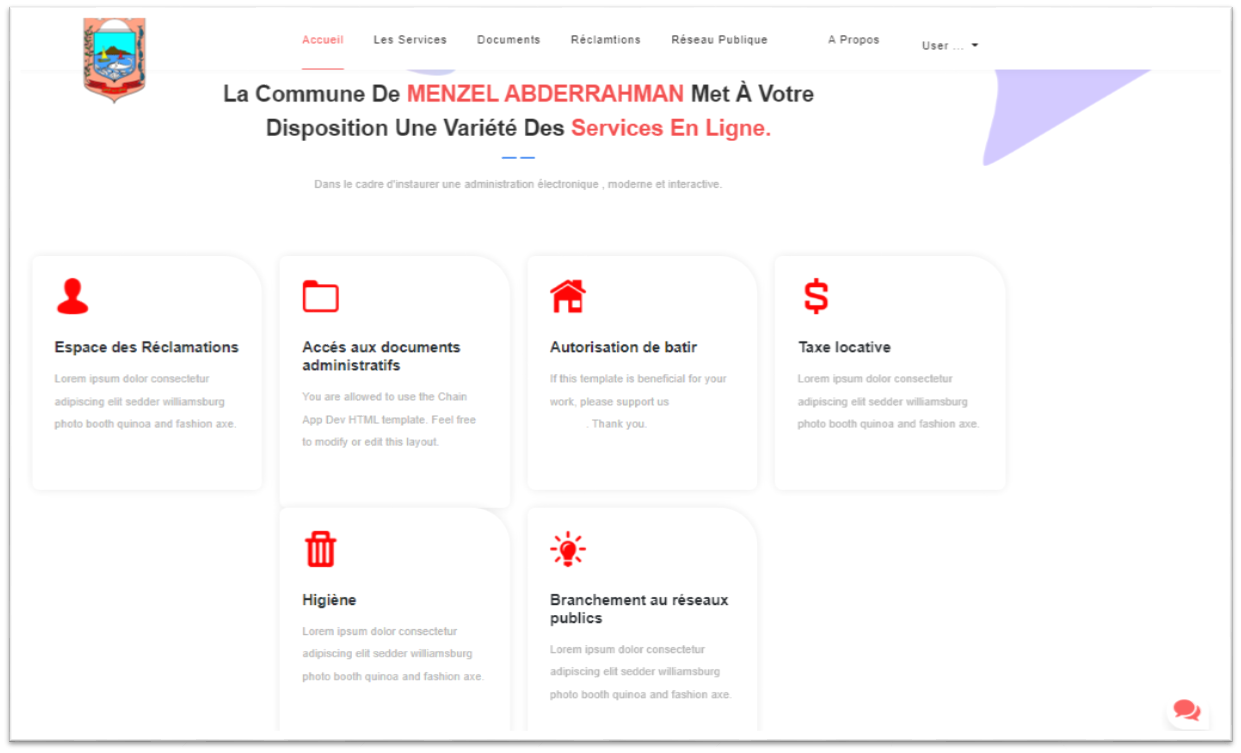 Accueil Les Services Documents Réclamtions Réseau Publique A Propos User ...
La Commune De MENZEL ABDERRAHMAN Met À Votre
Disposition Une Variété Des Services En Ligne.
Dans le cadre d'instaurer une administration électronique , moderne et interactive.
Espace des Réclamations
Lorem ipsum dolor consectetur
adipiscing elit sedder williamsburg
photo booth quinoa and fashion axe.
Accés aux documents
administratifs
You are allowed to use the Chain
App Dev HTML template. Feel free
to modify or edit this layout.
Autorisation de batir
If this template is beneficial for your
work, please support us
. Thank you.
Taxe locative
Lorem ipsum dolor consectetur
adipiscing elit sedder williamsburg
photo booth quinoa and fashion axe.
Higiène
Lorem ipsum dolor consectetur
adipiscing elit sedder williamsburg
photo booth quinoa and fashion axe.
Branchement au réseaux
publics
Lorem ipsum dolor consectetur
adipiscing elit sedder williamsburg
photo booth quinoa and fashion axe.